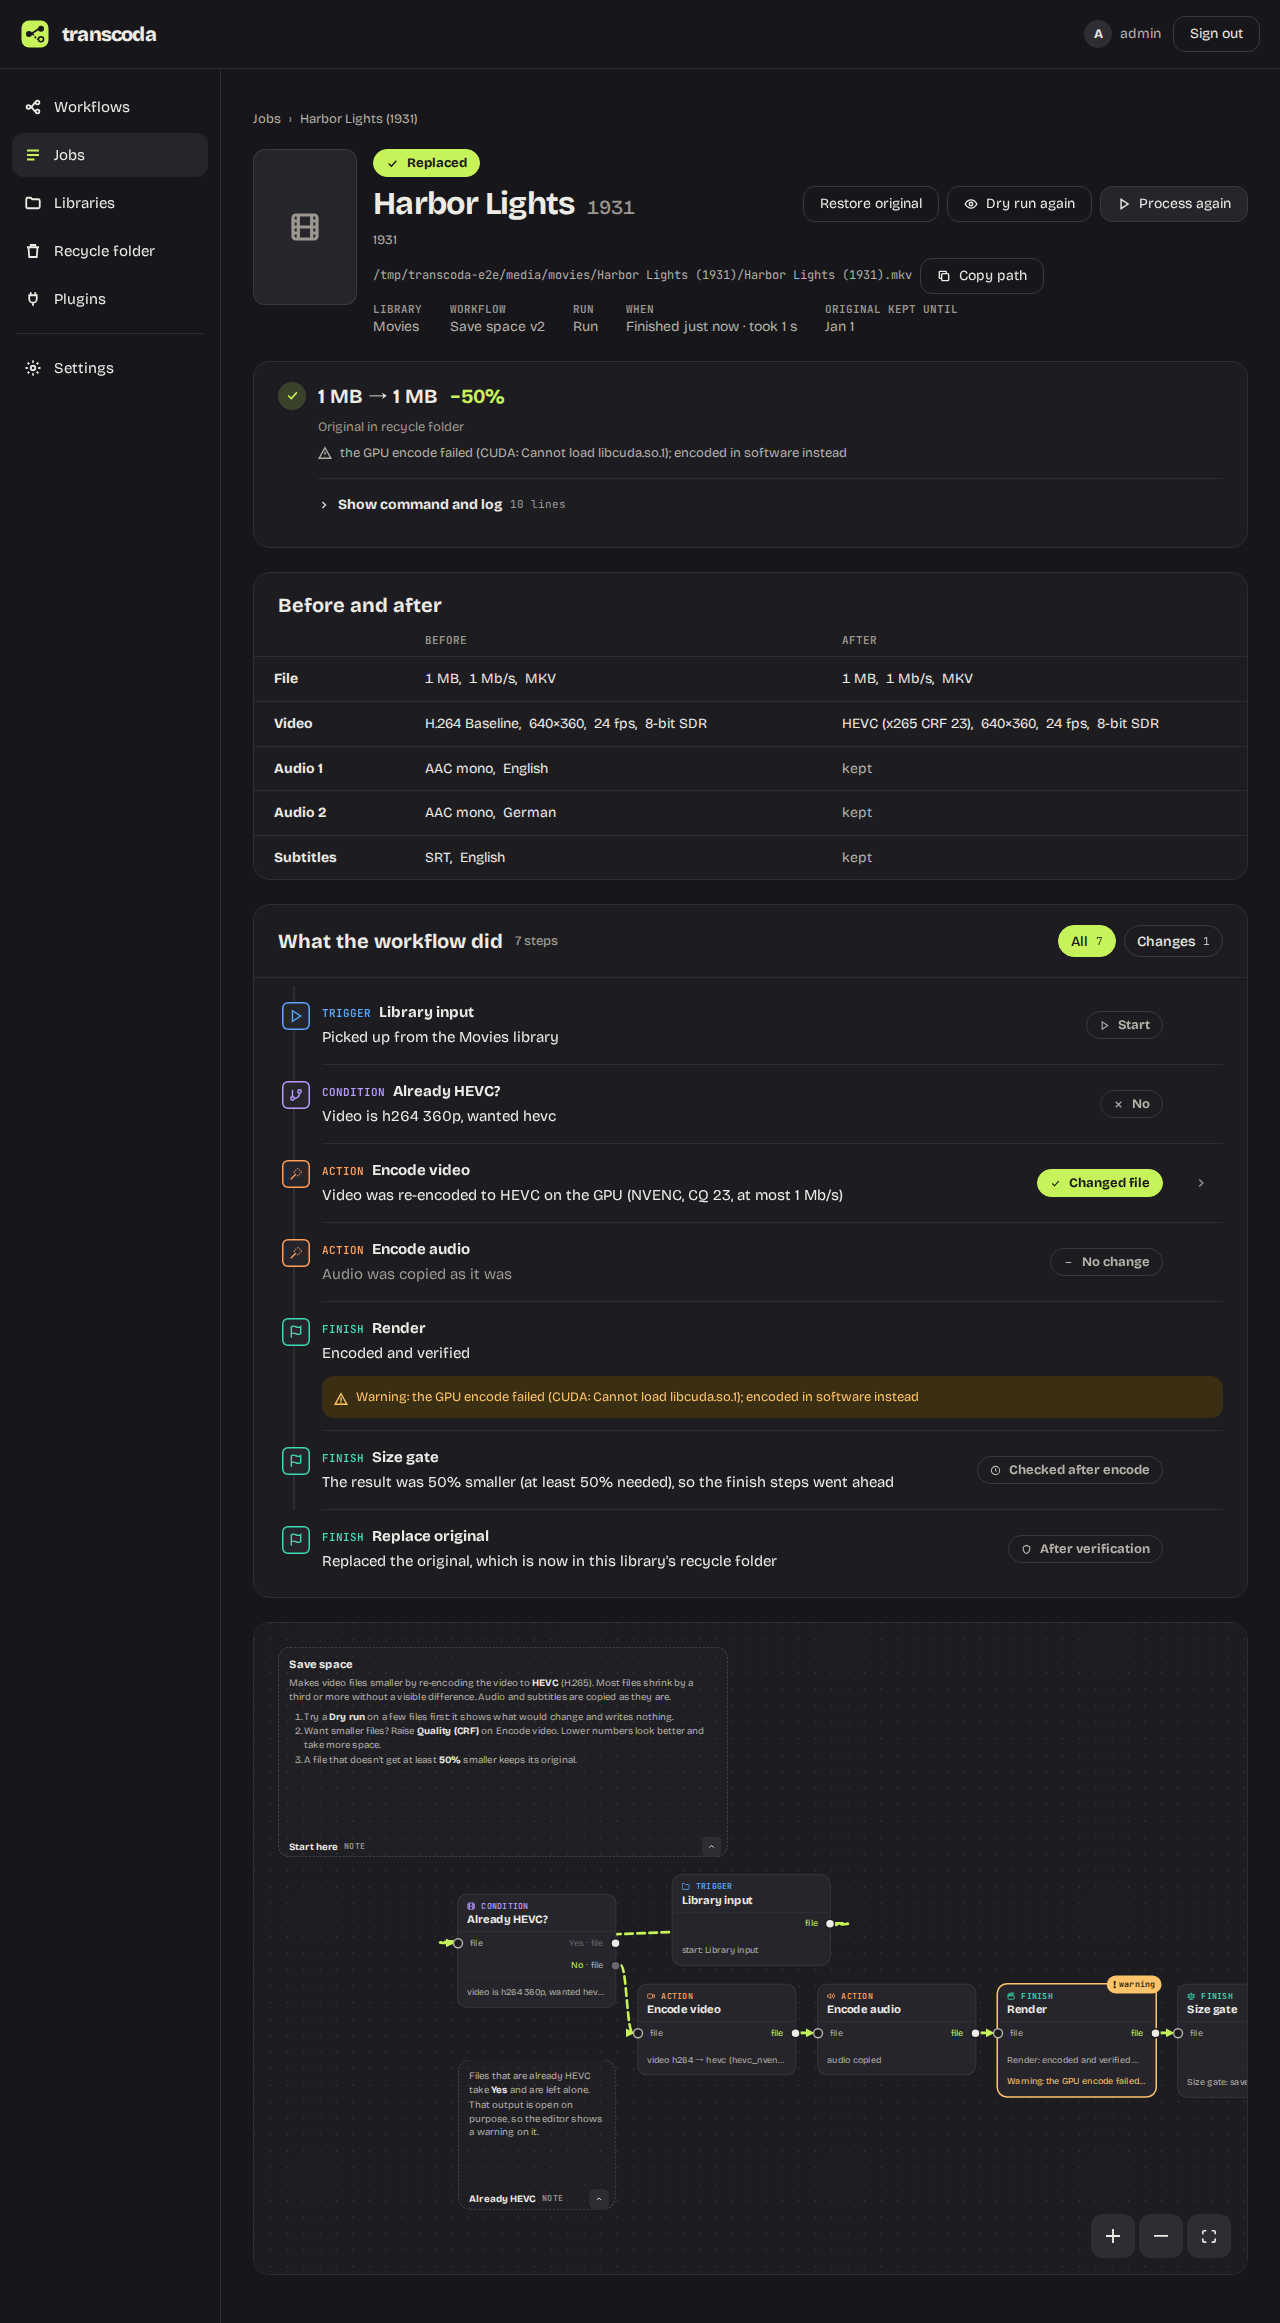 transcoda
A admin Sign out
Workflows
Jobs
Libraries
Recycle folder
Plugins
Settings
Jobs › Harbor Lights (1931)
Replaced
Harbor Lights 1931
Restore original Dry run again Process again
1931
/tmp/transcoda-e2e/media/movies/Harbor Lights (1931)/Harbor Lights (1931).mkv Copy path
LIBRARY WORKFLOW RUN WHEN ORIGINAL KEPT UNTIL
Movies Save space v2 Run Finished just now · took 1 s Jan 1
1 MB → 1 MB −50%
Original in recycle folder
the GPU encode failed (CUDA: Cannot load libcuda.so.1); encoded in software instead
Show command and log 10 lines
Before and after
BEFORE AFTER
File 1 MB, 1 Mb/s, MKV 1 MB, 1 Mb/s, MKV
Video H.264 Baseline, 640×360, 24 fps, 8-bit SDR HEVC (x265 CRF 23), 640×360, 24 fps, 8-bit SDR
Audio 1 AAC mono, English kept
Audio 2 AAC mono, German kept
Subtitles SRT, English kept
What the workflow did 7 steps All 7 Changes 1
TRIGGER Library input
Picked up from the Movies library
Start
CONDITION Already HEVC?
Video is h264 360p, wanted hevc
No
ACTION Encode video
Video was re-encoded to HEVC on the GPU (NVENC, CQ 23, at most 1 Mb/s)
Changed file
ACTION Encode audio
Audio was copied as it was
No change
FINISH Render
Encoded and verified
Warning: the GPU encode failed (CUDA: Cannot load libcuda.so.1); encoded in software instead
FINISH Size gate
The result was 50% smaller (at least 50% needed), so the finish steps went ahead
Checked after encode
FINISH Replace original
Replaced the original, which is now in this library's recycle folder
After verification
Save space
Makes video files smaller by re-encoding the video to HEVC (H.265). Most files shrink by a
third or more without a visible difference. Audio and subtitles are copied as they are.
1. Try a Dry run on a few files first: it shows what would change and writes nothing.
2. Want smaller files? Raise Quality (CRF) on Encode video. Lower numbers look better and
take more space.
3. A file that doesn't get at least 50% smaller keeps its original.
Start here NOTE
TRIGGER
Library input
file
start: Library input
CONDITION
Already HEVC?
file Yes · file
No · file
video is h264 360p, wanted hev…
ACTION
Encode video
file file
video h264 → hevc (hevc_nven…
ACTION
Encode audio
file file
audio copied
! warning
FINISH
Render
file file
Render: encoded and verified …
Warning: the GPU encode failed…
FINISH
Size gate
file
Size gate: save
Files that are already HEVC
take Yes and are left alone.
That output is open on
purpose, so the editor shows
a warning on it.
Already HEVC NOTE